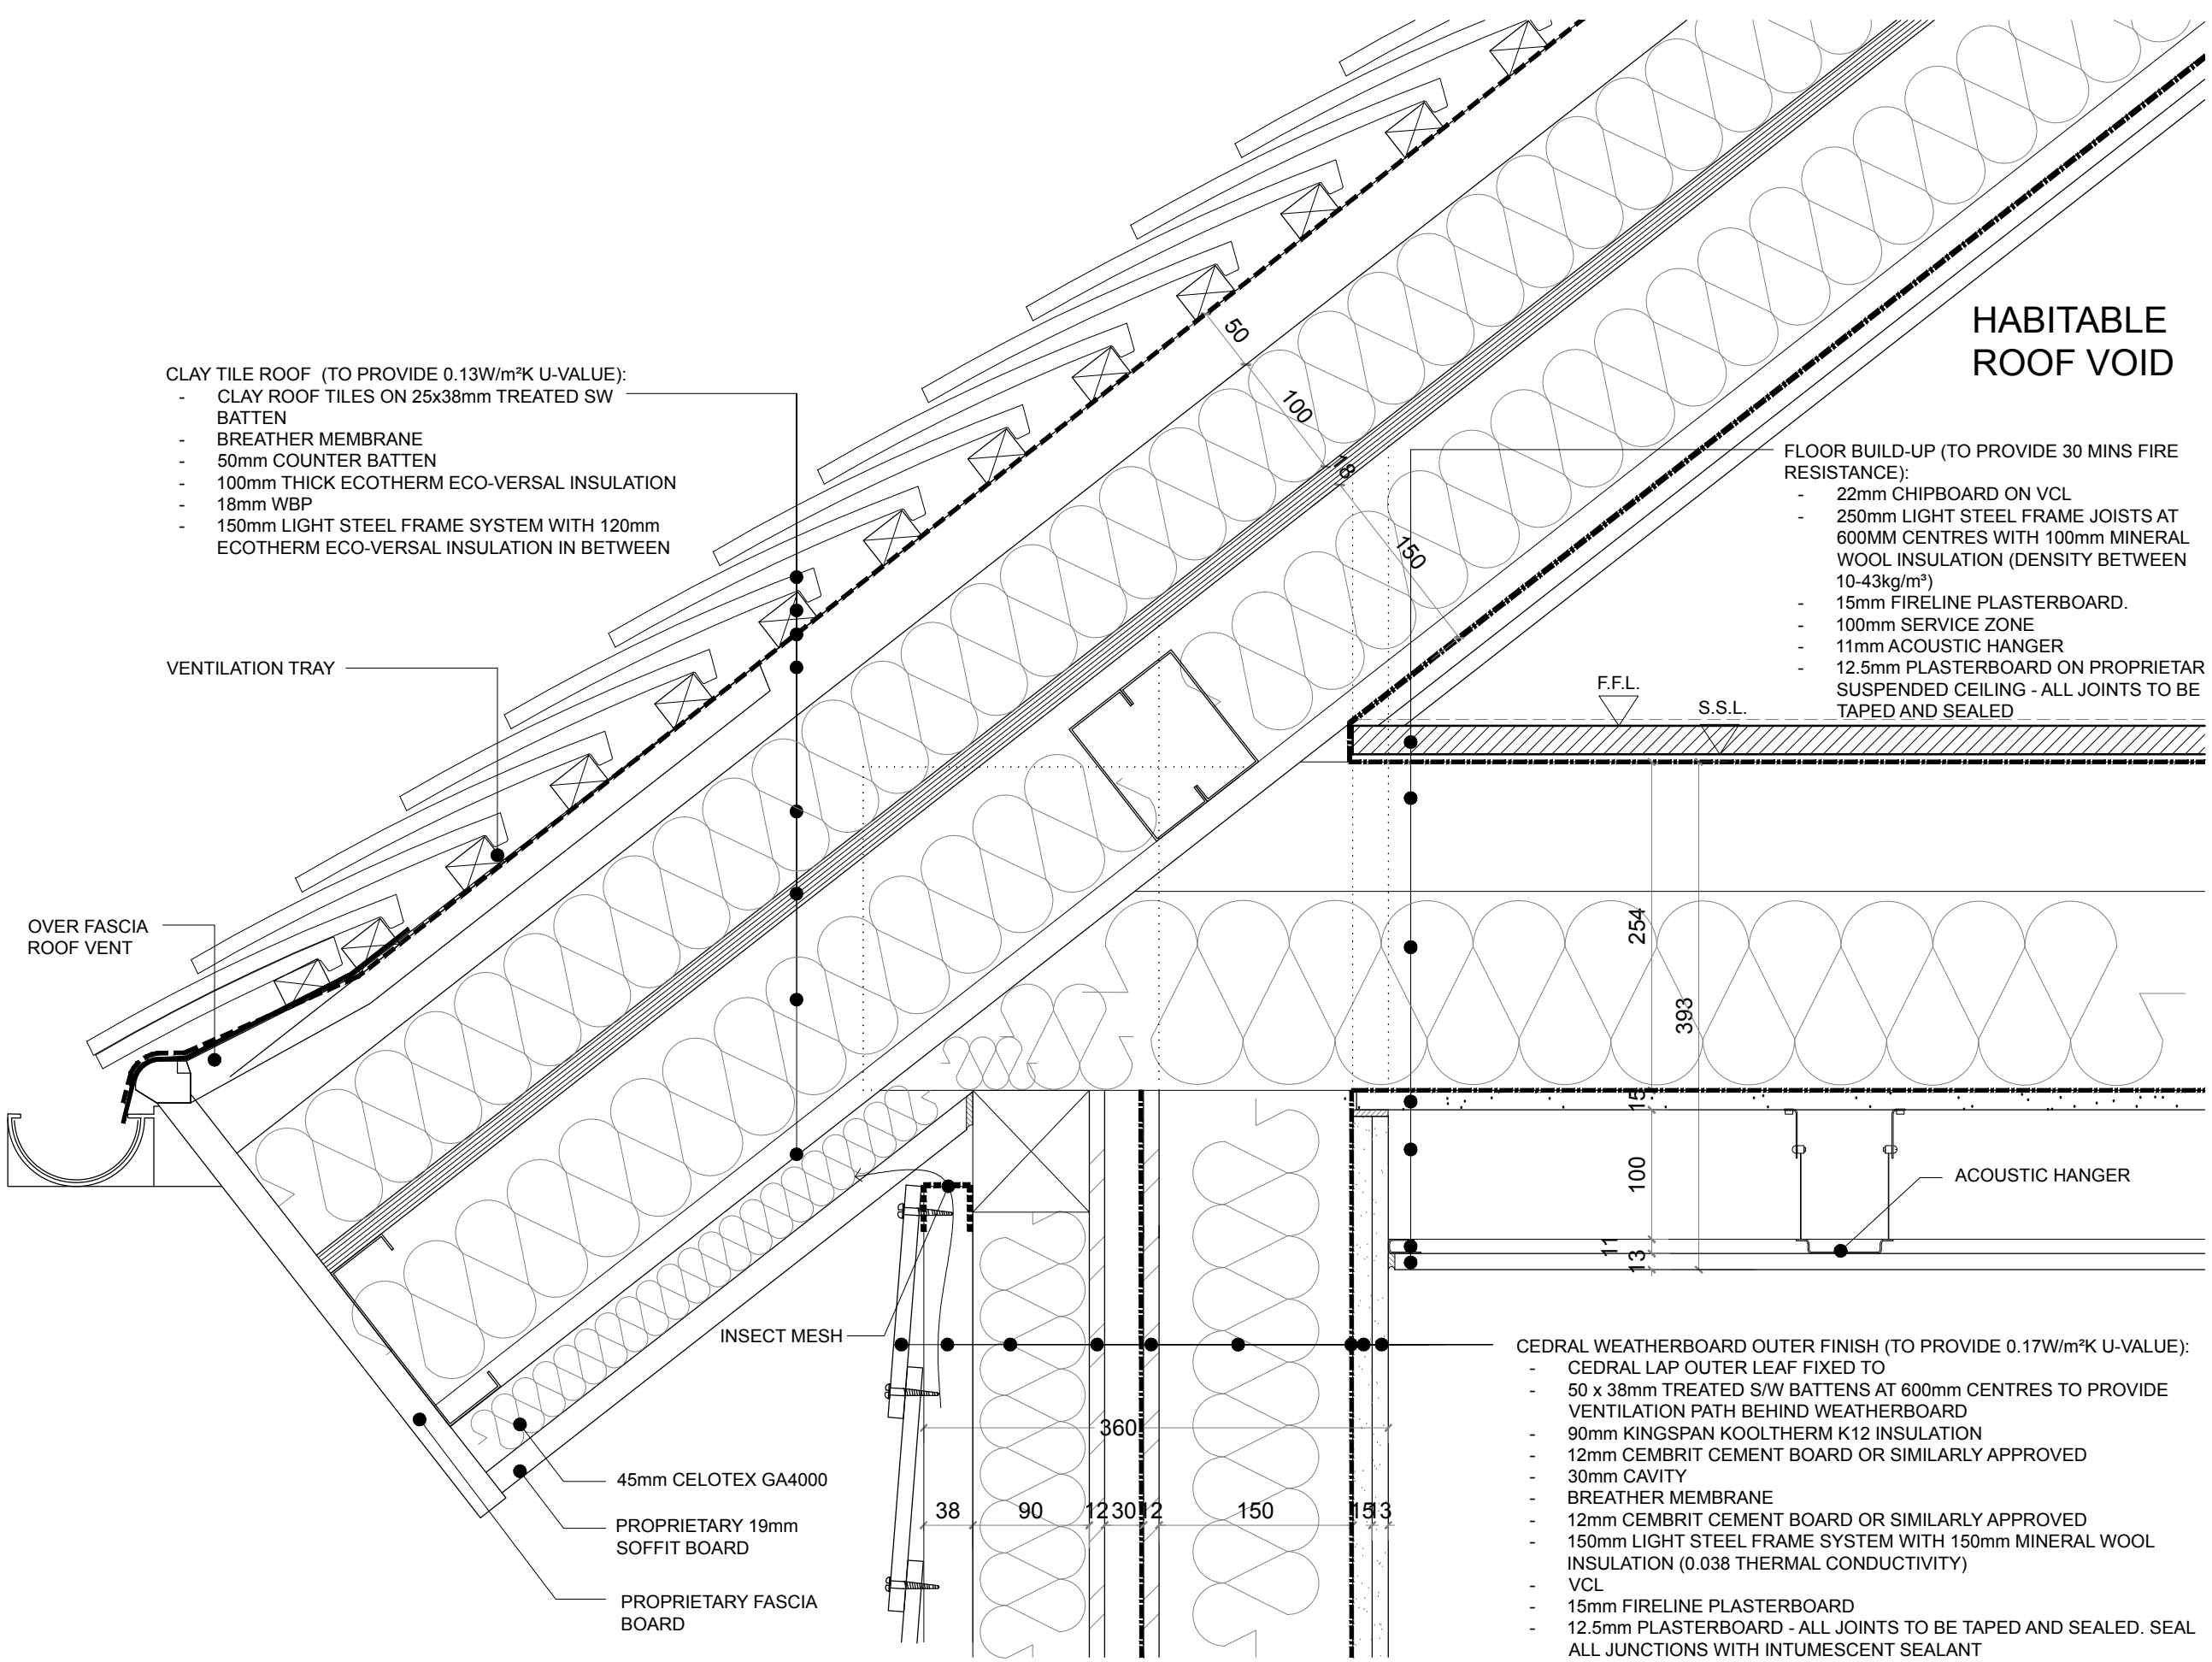 HABITABLE
ROOF VOID
CLAY TILE ROOF (TO PROVIDE 0.13W/m²K U-VALUE):
- CLAY ROOF TILES ON 25x38mm TREATED SW
BATTEN
- BREATHER MEMBRANE
- 50mm COUNTER BATTEN
- 100mm THICK ECOTHERM ECO-VERSAL INSULATION
- 18mm WBP
- 150mm LIGHT STEEL FRAME SYSTEM WITH 120mm
ECOTHERM ECO-VERSAL INSULATION IN BETWEEN
VENTILATION TRAY
OVER FASCIA
ROOF VENT
50
100
18
150
FLOOR BUILD-UP (TO PROVIDE 30 MINS FIRE
RESISTANCE):
- 22mm CHIPBOARD ON VCL
- 250mm LIGHT STEEL FRAME JOISTS AT
600MM CENTRES WITH 100mm MINERAL
WOOL INSULATION (DENSITY BETWEEN
10-43kg/m³)
- 15mm FIRELINE PLASTERBOARD.
- 100mm SERVICE ZONE
- 11mm ACOUSTIC HANGER
- 12.5mm PLASTERBOARD ON PROPRIETAR
SUSPENDED CEILING - ALL JOINTS TO BE
TAPED AND SEALED
F.F.L.
S.S.L.
254
393
15
100
11
13
ACOUSTIC HANGER
INSECT MESH
360
38
90
12
30
12
150
15
13
45mm CELOTEX GA4000
PROPRIETARY 19mm
SOFFIT BOARD
PROPRIETARY FASCIA
BOARD
CEDRAL WEATHERBOARD OUTER FINISH (TO PROVIDE 0.17W/m²K U-VALUE):
- CEDRAL LAP OUTER LEAF FIXED TO
- 50 x 38mm TREATED S/W BATTENS AT 600mm CENTRES TO PROVIDE
VENTILATION PATH BEHIND WEATHERBOARD
- 90mm KINGSPAN KOOLTHERM K12 INSULATION
- 12mm CEMBRIT CEMENT BOARD OR SIMILARLY APPROVED
- 30mm CAVITY
- BREATHER MEMBRANE
- 12mm CEMBRIT CEMENT BOARD OR SIMILARLY APPROVED
- 150mm LIGHT STEEL FRAME SYSTEM WITH 150mm MINERAL WOOL
INSULATION (0.038 THERMAL CONDUCTIVITY)
- VCL
- 15mm FIRELINE PLASTERBOARD
- 12.5mm PLASTERBOARD - ALL JOINTS TO BE TAPED AND SEALED. SEAL
ALL JUNCTIONS WITH INTUMESCENT SEALANT